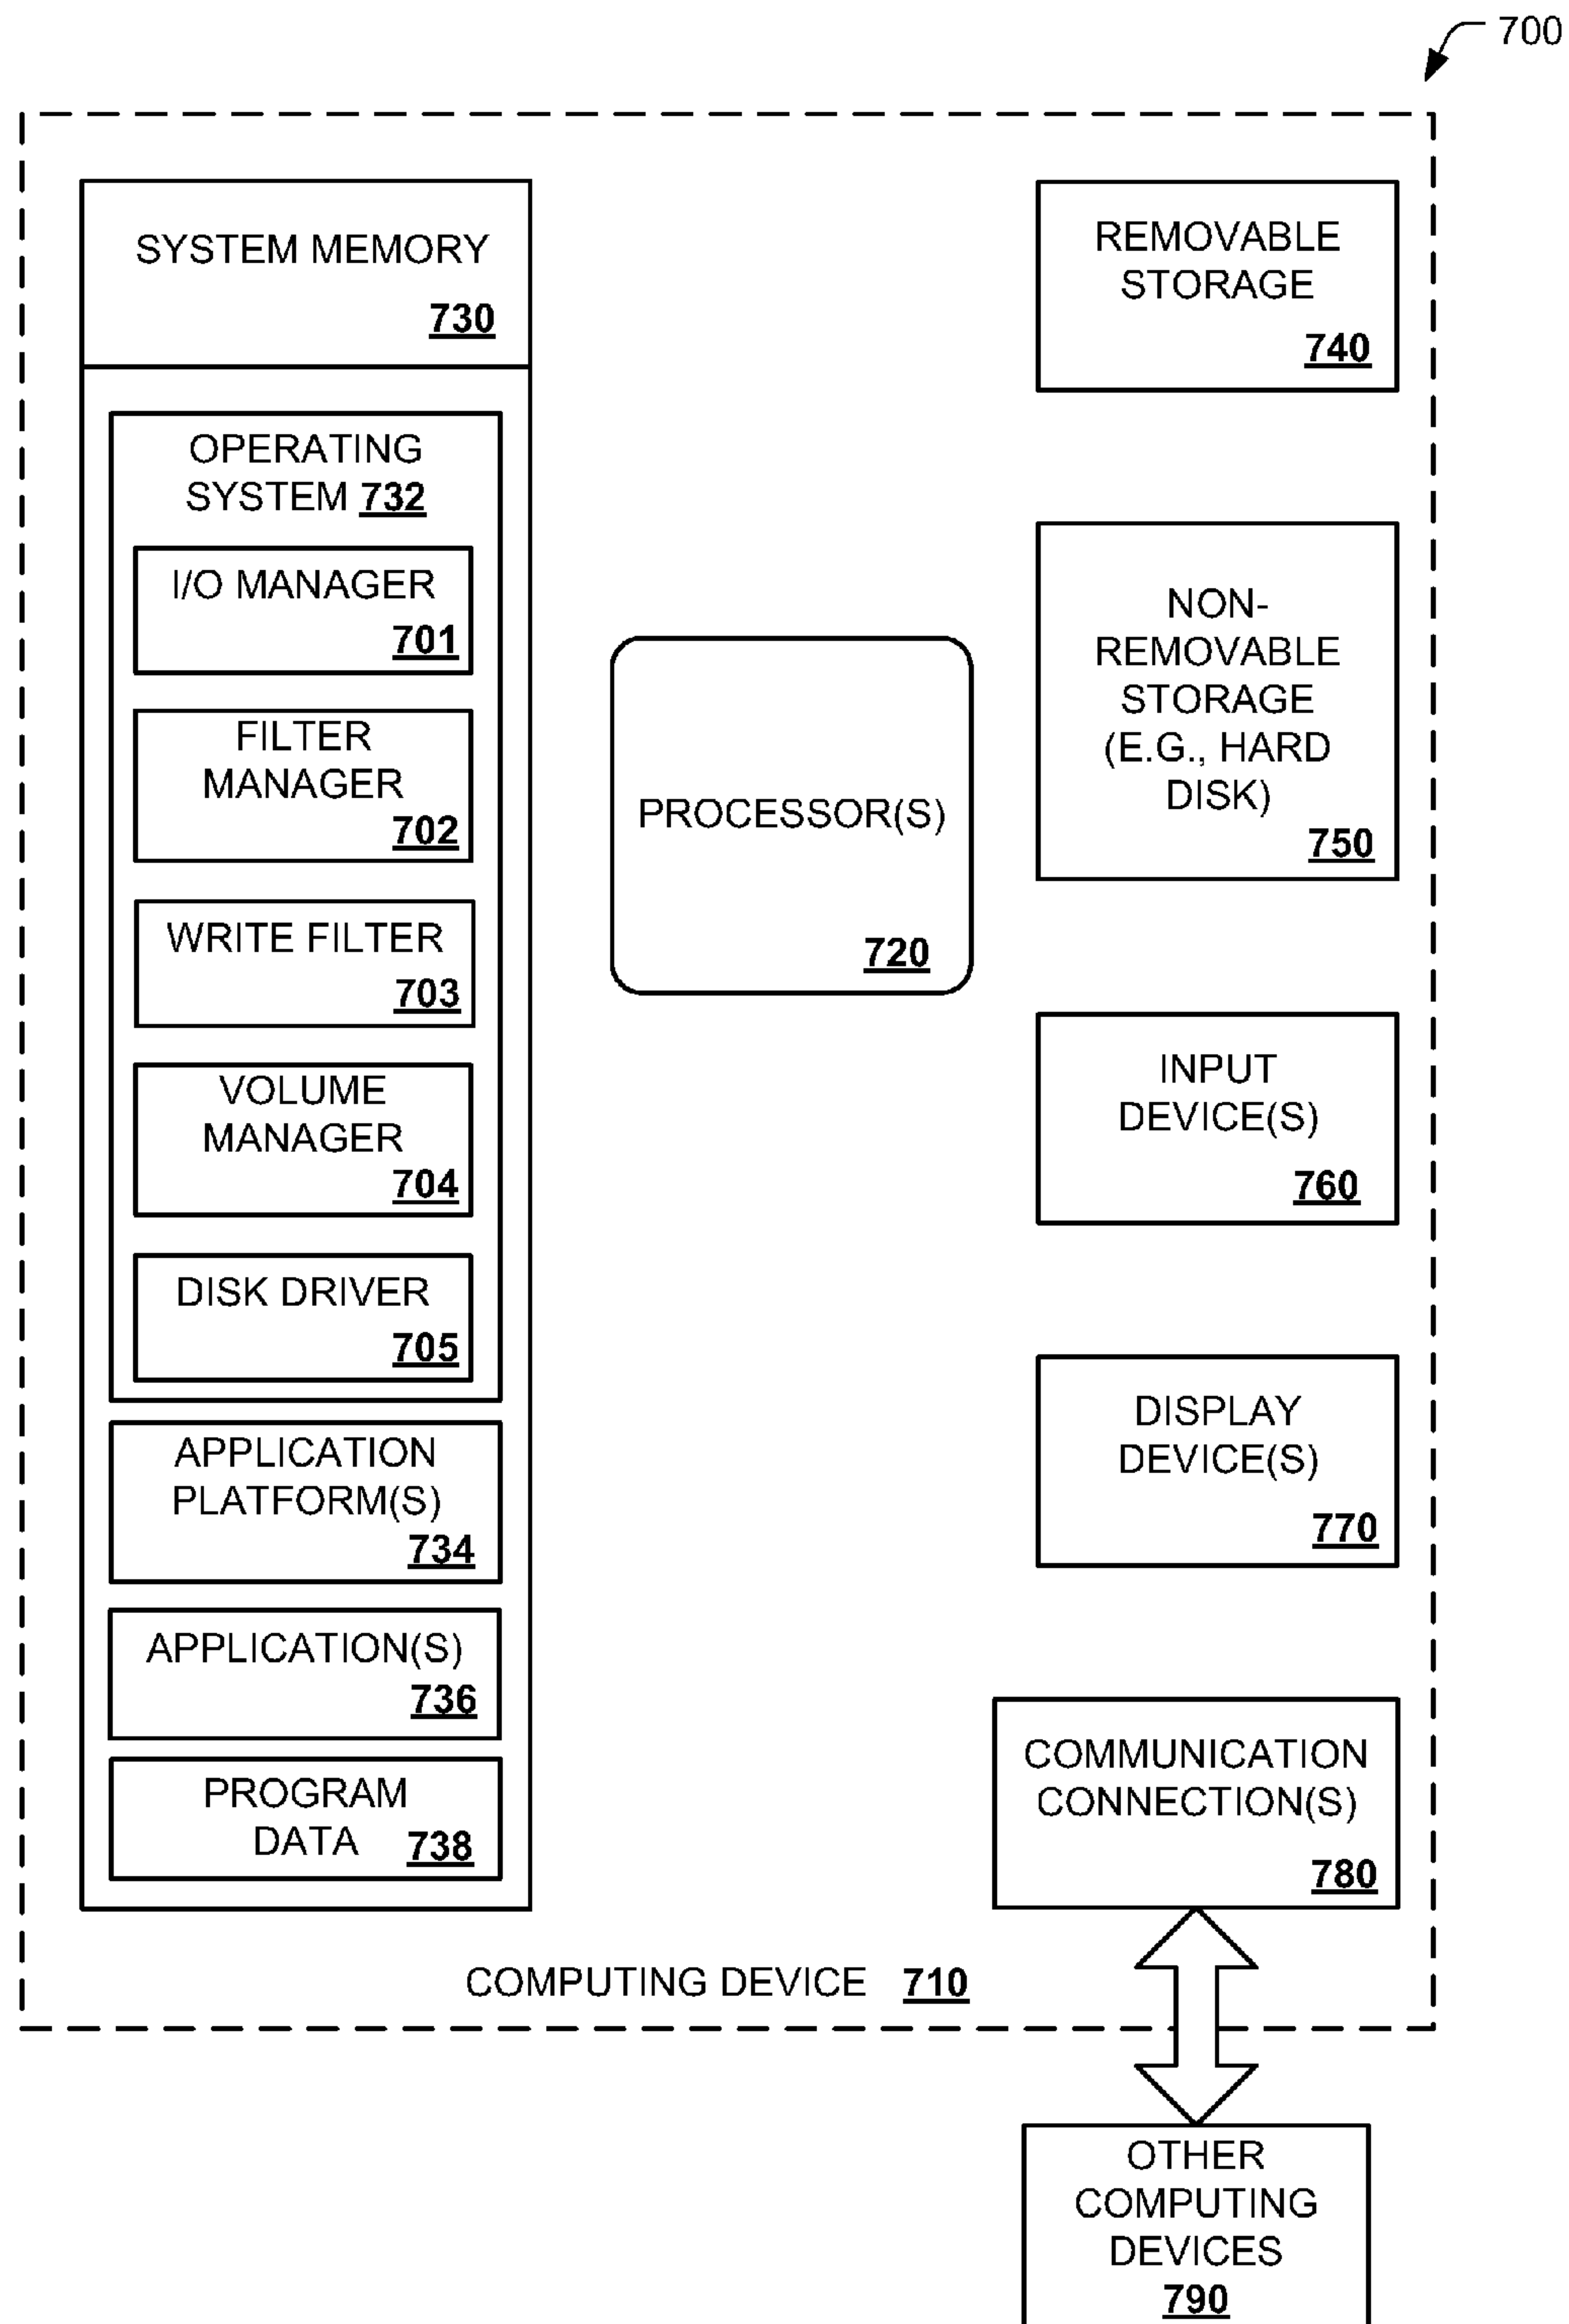 700
SYSTEM MEMORY
730
OPERATING
SYSTEM 732
I/O MANAGER
701
FILTER
MANAGER
702
WRITE FILTER
703
VOLUME
MANAGER
704
DISK DRIVER
705
APPLICATION
PLATFORM(S)
734
APPLICATION(S)
736
PROGRAM
DATA 738
PROCESSOR(S)
720
REMOVABLE
STORAGE
740
NON-
REMOVABLE
STORAGE
(E.G., HARD
DISK)
750
INPUT
DEVICE(S)
760
DISPLAY
DEVICE(S)
770
COMMUNICATION
CONNECTION(S)
780
COMPUTING DEVICE 710
OTHER
COMPUTING
DEVICES
790